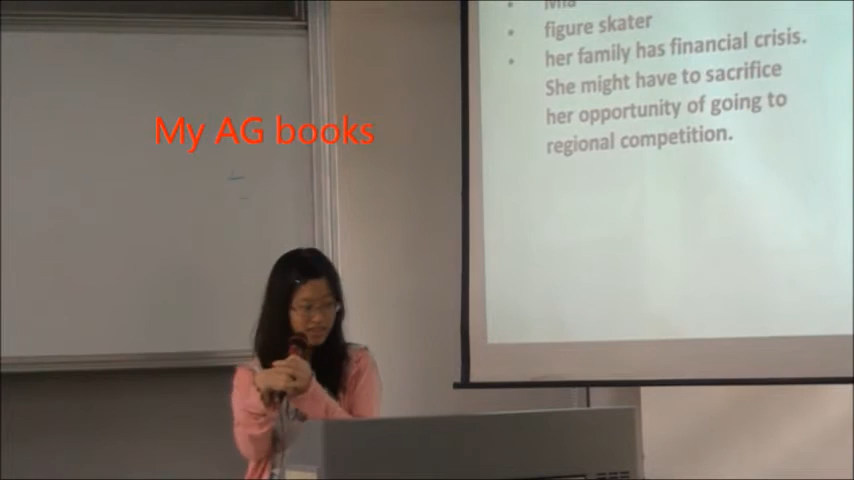 My AG books
Mia
figure skater
her family has financial crisis.
She might have to sacrifice
her opportunity of going to
regional competition.